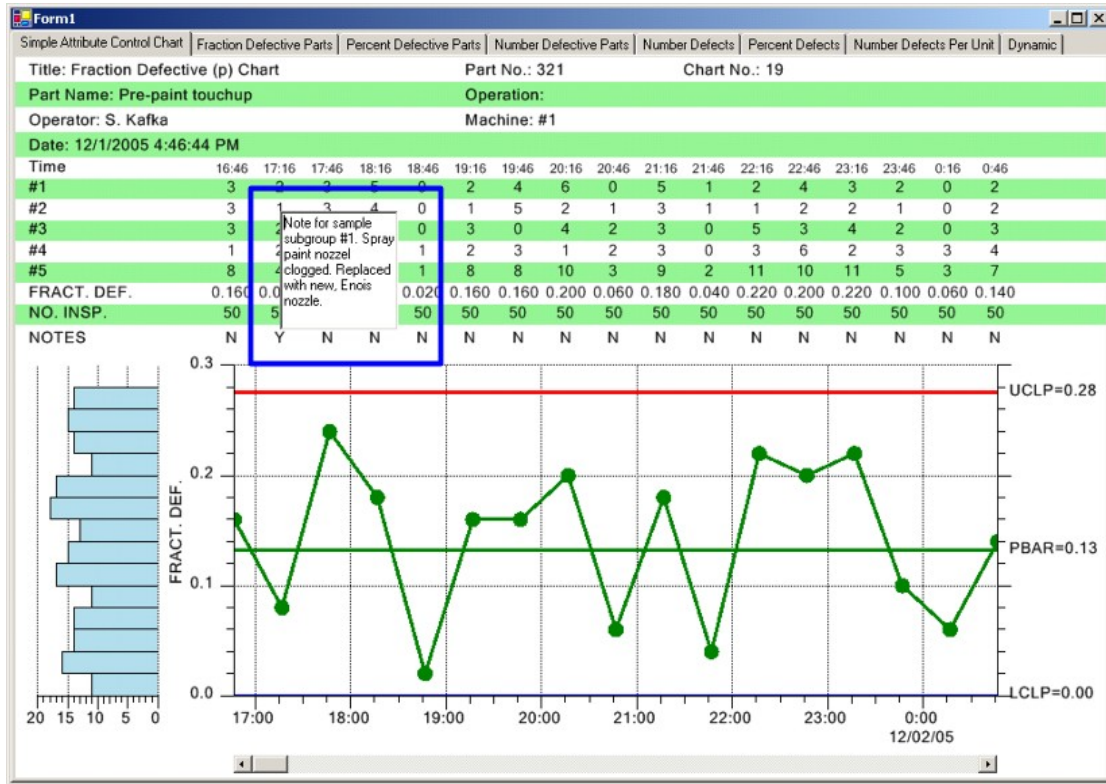 Form1
Simple Attribute Control Chart Fraction Defective Parts Percent Defective Parts Number Defective Parts Number Defects Percent Defects Number Defects Per Unit Dynamic
Title: Fraction Defective (p) Chart Part No.: 321 Chart No.: 19
Part Name: Pre-paint touchup Operation:
Operator: S. Kafka Machine: #1
Date: 12/1/2005 4:46:44 PM
Time 16:46 17:16 17:46 18:16 18:46 19:16 19:46 20:16 20:46 21:16 21:46 22:16 22:46 23:16 23:46 0:16 0:46
#1 3 2 3 5 0 2 4 6 0 5 1 2 4 3 2 0 2
#2 3 1 3 4 0 1 5 2 1 3 1 1 2 2 1 0 2
#3 3 2 0 3 0 4 2 3 0 5 3 4 2 0 3
#4 1 2 1 2 3 1 2 3 0 3 6 2 3 3 4
#5 8 4 1 8 8 10 3 9 2 11 10 11 5 3 7
FRACT. DEF. 0.160 0.0 0.020 0.160 0.160 0.200 0.060 0.180 0.040 0.220 0.200 0.220 0.100 0.060 0.140
NO. INSP. 50 5 50 50 50 50 50 50 50 50 50 50 50 50 50
NOTES N Y N N N N N N N N N N N N N N N
Note for sample
subgroup #1. Spray
paint nozzel
clogged. Replaced
with new, Enois
nozzle.
0.3
UCLP=0.28
0.2
FRACT. DEF.
PBAR=0.13
0.1
0.0
LCLP=0.00
20 15 10 5 0
17:00 18:00 19:00 20:00 21:00 22:00 23:00 0:00
12/02/05